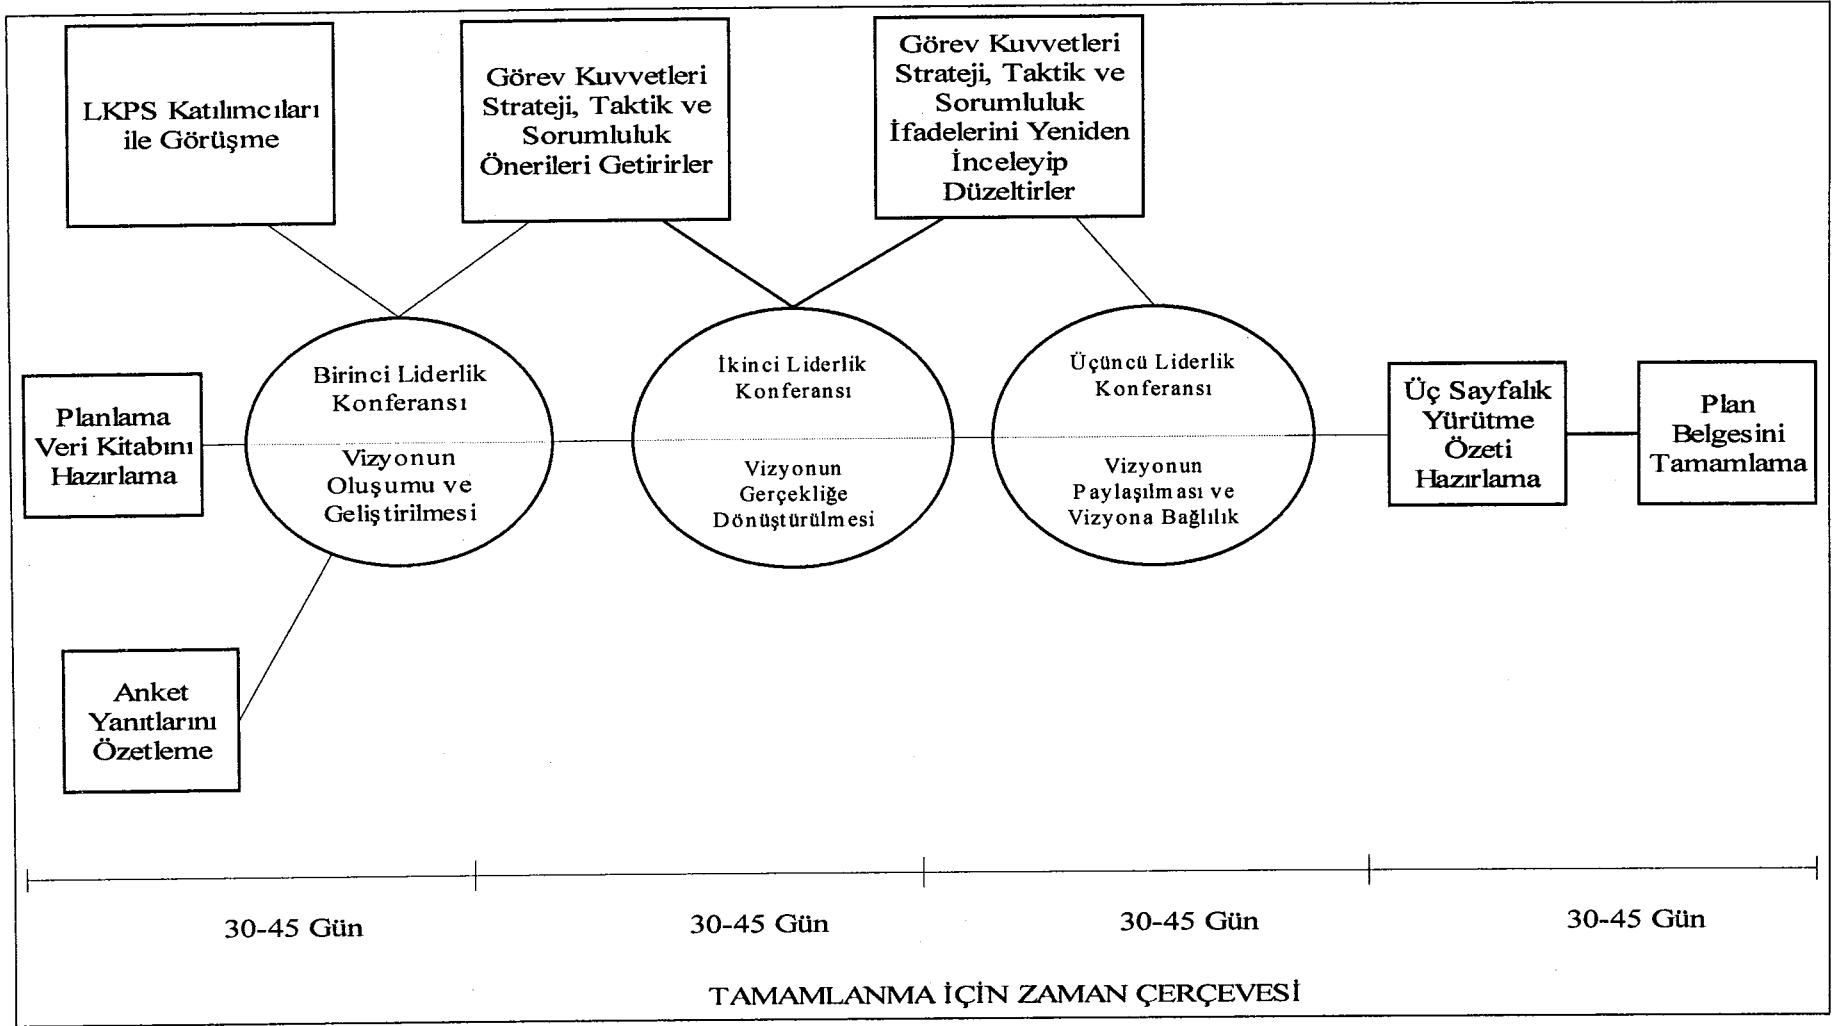 LKPS Katılımcıları
ile Görüşme
Görev Kuvvetleri
Strateji, Taktik ve
Sorumluluk
Önerileri Getirirler
Görev Kuvvetleri
Strateji, Taktik ve
Sorumluluk
İfadelerini Yeniden
İnceleyip
Düzeltirler
Planlama
Veri Kitabını
Hazırlama
Birinci Liderlik
Konferansı
Vizyonun
Oluşumu ve
Geliştirilmesi
İkinci Liderlik
Konferansı
Vizyonun
Gerçekliğe
Dönüştürülmesi
Üçüncü Liderlik
Konferansı
Vizyonun
Paylaşılması ve
Vizyona Bağlılık
Üç Sayfalık
Yürütme
Özeti
Hazırlama
Plan
Belgesini
Tamamlama
Anket
Yanıtlarını
Özetleme
30-45 Gün
30-45 Gün
30-45 Gün
30-45 Gün
TAMAMLANMA İÇİN ZAMAN ÇERÇEVESİ